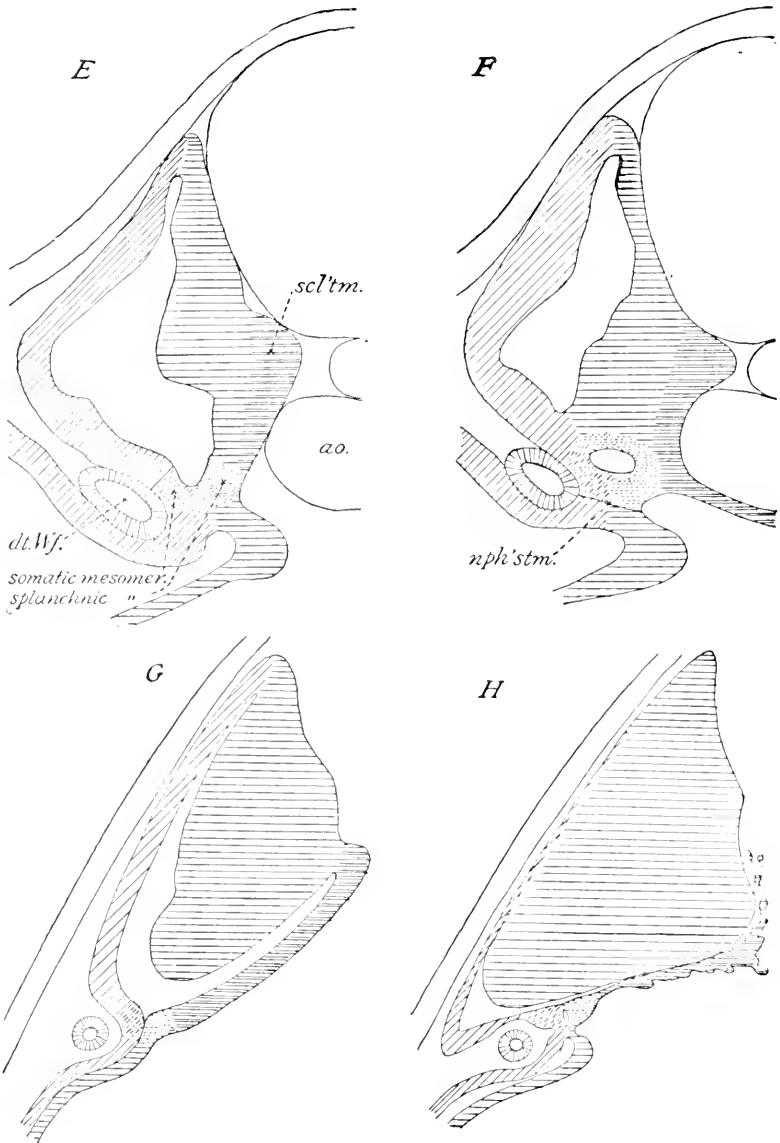 E
F
scl'tm.
ao.
dt.Wf.
somatic mesomer.
splanchnic "
nph'stm.
G
H